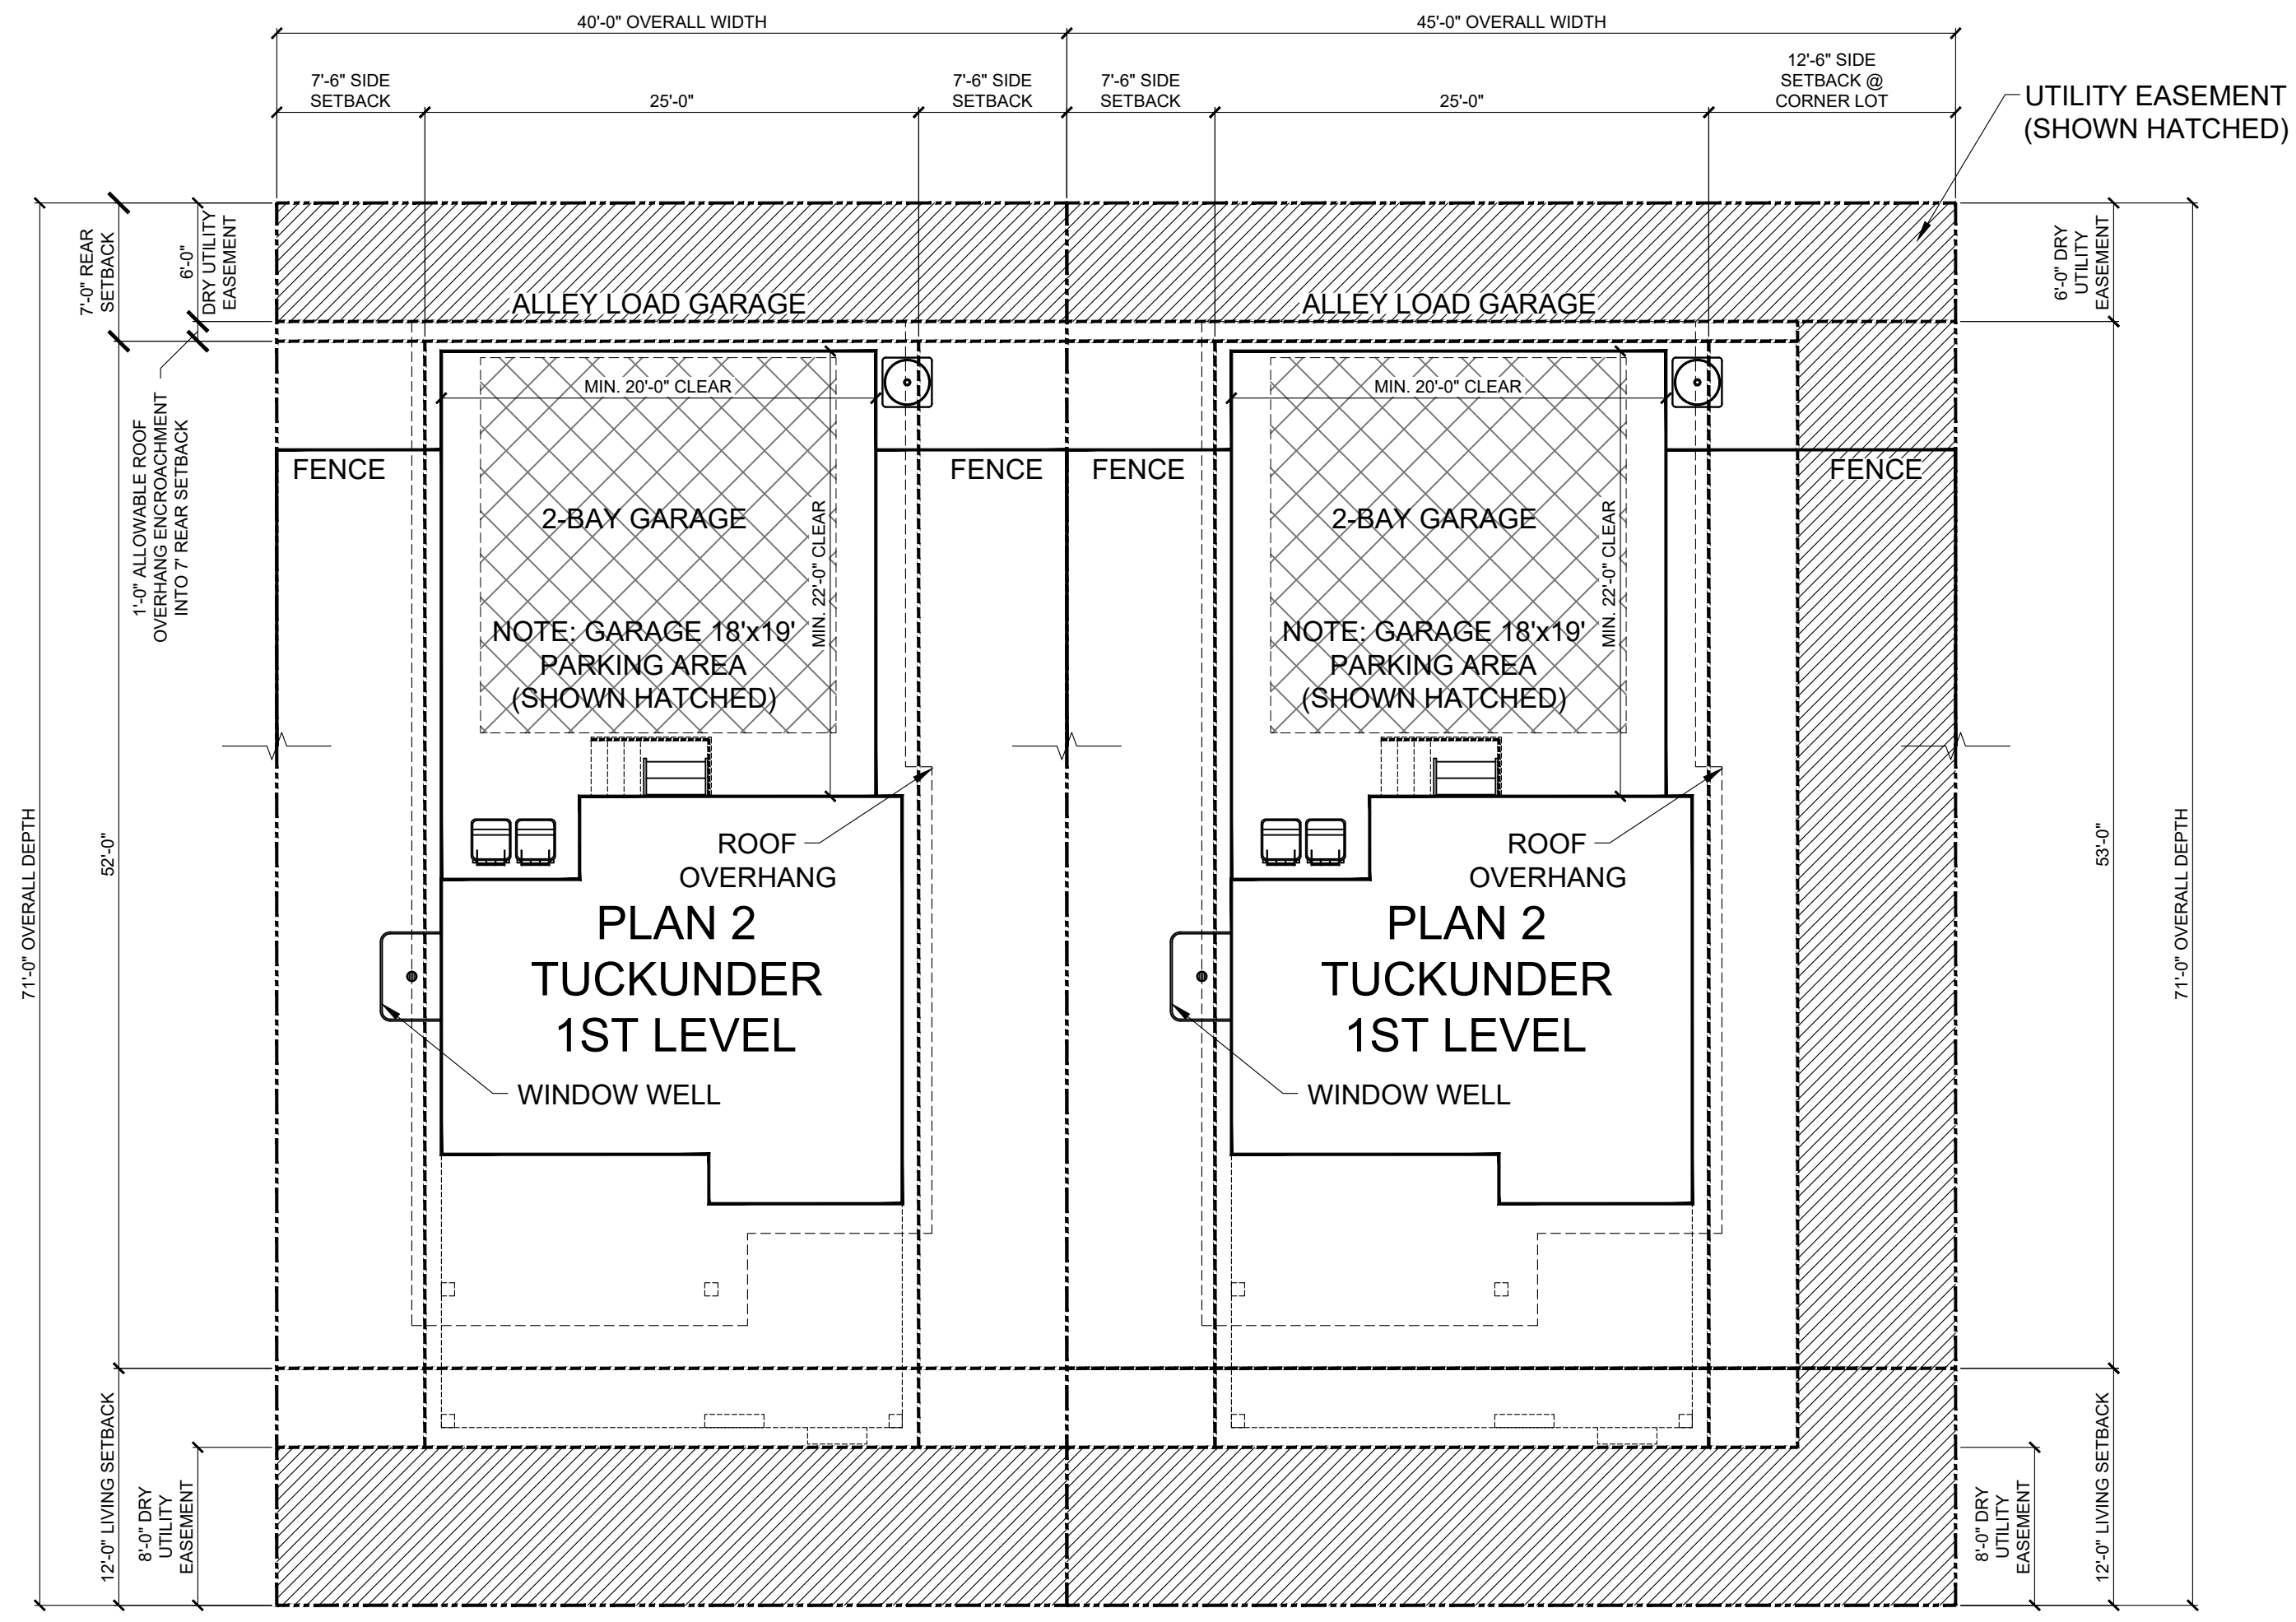 40'-0" OVERALL WIDTH
45'-0" OVERALL WIDTH
7'-6" SIDE
SETBACK
25'-0"
7'-6" SIDE
SETBACK
7'-6" SIDE
SETBACK
25'-0"
12'-6" SIDE
SETBACK @
CORNER LOT
UTILITY EASEMENT
(SHOWN HATCHED)
7'-0" REAR
SETBACK
6'-0"
DRY UTILITY
EASEMENT
6'-0" DRY
UTILITY
EASEMENT
ALLEY LOAD GARAGE
ALLEY LOAD GARAGE
MIN. 20'-0" CLEAR
MIN. 20'-0" CLEAR
1'-0" ALLOWABLE ROOF
OVERHANG ENCROACHMENT
INTO 7' REAR SETBACK
FENCE
FENCE
FENCE
FENCE
2-BAY GARAGE
MIN. 22'-0" CLEAR
2-BAY GARAGE
MIN. 22'-0" CLEAR
NOTE: GARAGE 18'x19'
PARKING AREA
(SHOWN HATCHED)
NOTE: GARAGE 18'x19'
PARKING AREA
(SHOWN HATCHED)
71'-0" OVERALL DEPTH
52'-0"
ROOF
OVERHANG
ROOF
OVERHANG
53'-0"
71'-0" OVERALL DEPTH
PLAN 2
TUCKUNDER
1ST LEVEL
PLAN 2
TUCKUNDER
1ST LEVEL
WINDOW WELL
WINDOW WELL
12'-0" LIVING SETBACK
8'-0" DRY
UTILITY
EASEMENT
8'-0" DRY
UTILITY
EASEMENT
12'-0" LIVING SETBACK